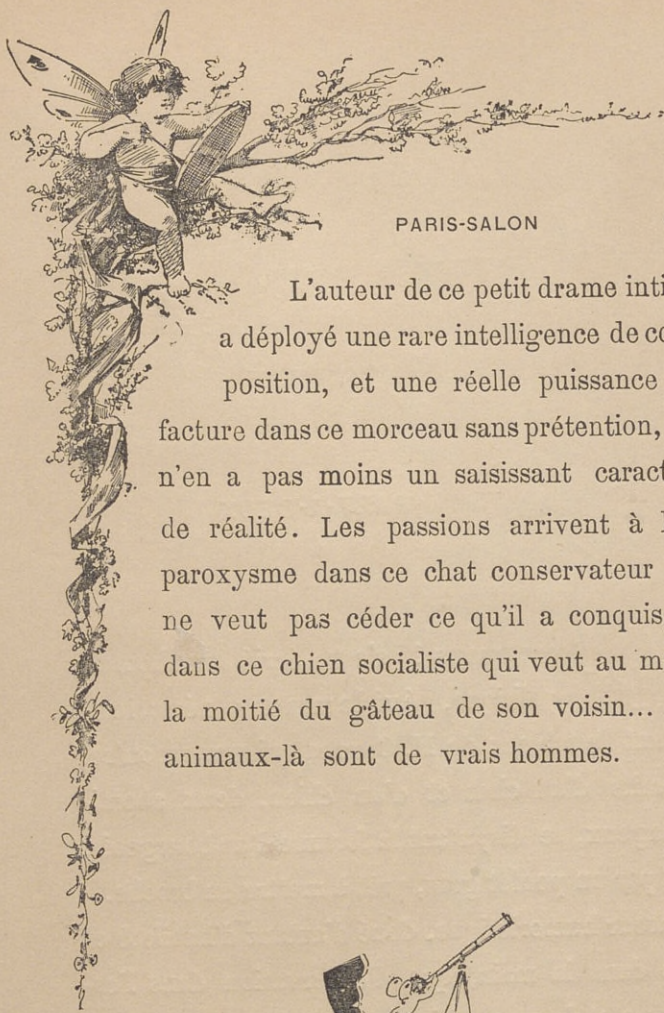 PARIS-SALON
L'auteur de ce petit drame inti
a déployé une rare intelligence de co
position, et une réelle puissance
facture dans ce morceau sans prétention,
n'en a pas moins un saisissant caract
de réalité. Les passions arrivent à l
paroxysme dans ce chat conservateur
ne veut pas céder ce qu'il a conquis
dans ce chien socialiste qui veut au m
la moitié du gâteau de son voisin...
animaux-là sont de vrais hommes.